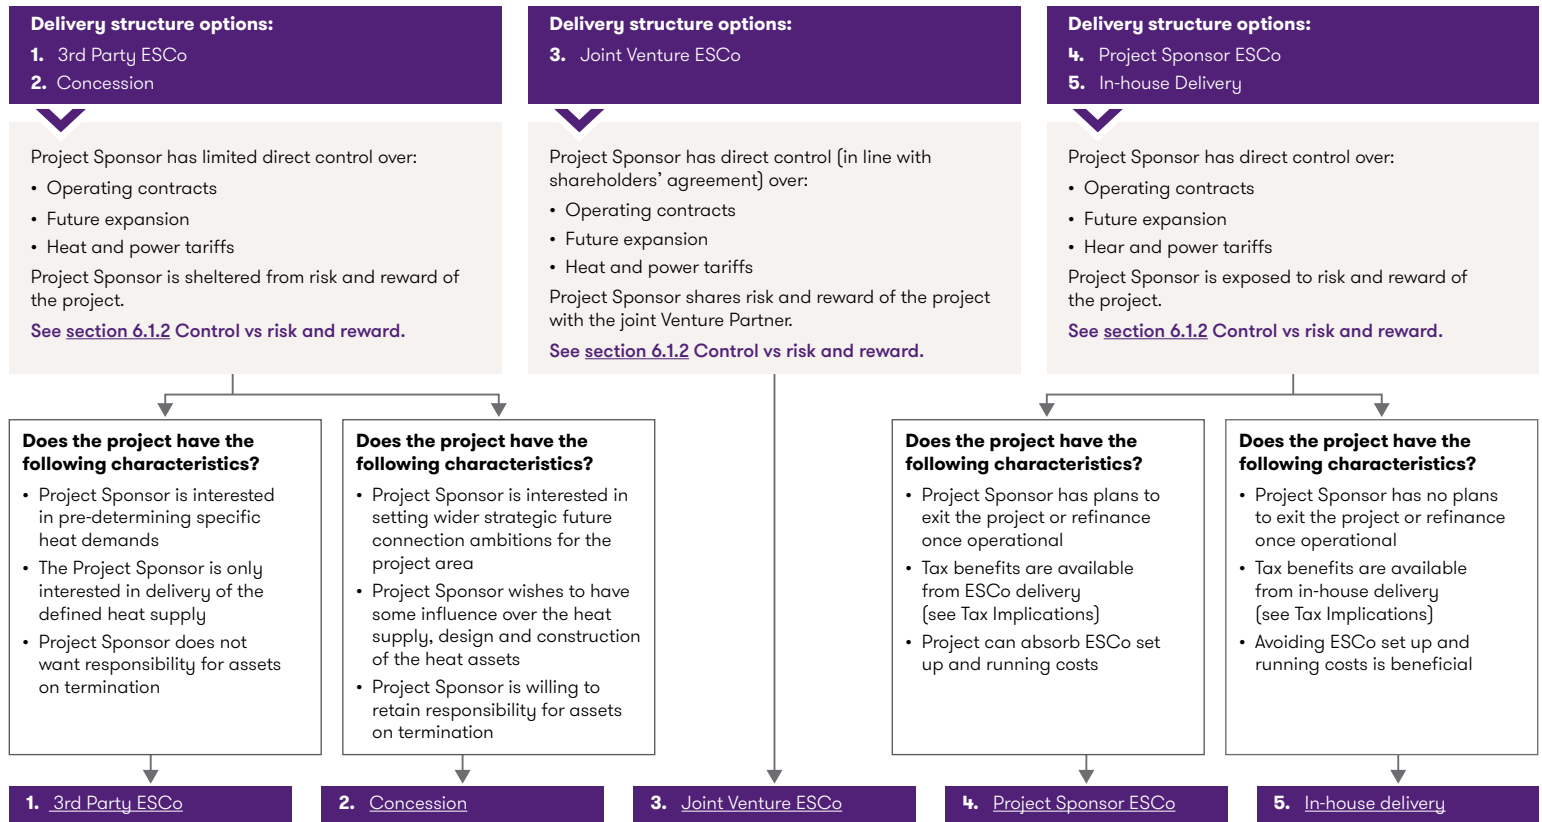 Delivery structure options:
1. 3rd Party ESCo
2. Concession
Project Sponsor has limited direct control over:
• Operating contracts
• Future expansion
• Heat and power tariffs
Project Sponsor is sheltered from risk and reward of
the project.
See section 6.1.2 Control vs risk and reward.
Delivery structure options:
3. Joint Venture ESCo
Project Sponsor has direct control (in line with
shareholders’ agreement) over:
• Operating contracts
• Future expansion
• Heat and power tariffs
Project Sponsor shares risk and reward of the project
with the joint Venture Partner.
See section 6.1.2 Control vs risk and reward.
Delivery structure options:
4. Project Sponsor ESCo
5. In-house Delivery
Project Sponsor has direct control over:
• Operating contracts
• Future expansion
• Hear and power tariffs
Project Sponsor is exposed to risk and reward of
the project.
See section 6.1.2 Control vs risk and reward.
Does the project have the
following characteristics?
• Project Sponsor is interested
in pre-determining specific
heat demands
• The Project Sponsor is only
interested in delivery of the
defined heat supply
• Project Sponsor does not
want responsibility for assets
on termination
Does the project have the
following characteristics?
• Project Sponsor is interested in
setting wider strategic future
connection ambitions for the
project area
• Project Sponsor wishes to have
some influence over the heat
supply, design and construction
of the heat assets
• Project Sponsor is willing to
retain responsibility for assets
on termination
Does the project have the
following characteristics?
• Project Sponsor has plans to
exit the project or refinance
once operational
• Tax benefits are available
from ESCo delivery
(see Tax Implications)
• Project can absorb ESCo set
up and running costs
Does the project have the
following characteristics?
• Project Sponsor has no plans
to exit the project or refinance
once operational
• Tax benefits are available
from in-house delivery
(see Tax Implications)
• Avoiding ESCo set up and
running costs is beneficial
1. 3rd Party ESCo
2. Concession
3. Joint Venture ESCo
4. Project Sponsor ESCo
5. In-house delivery